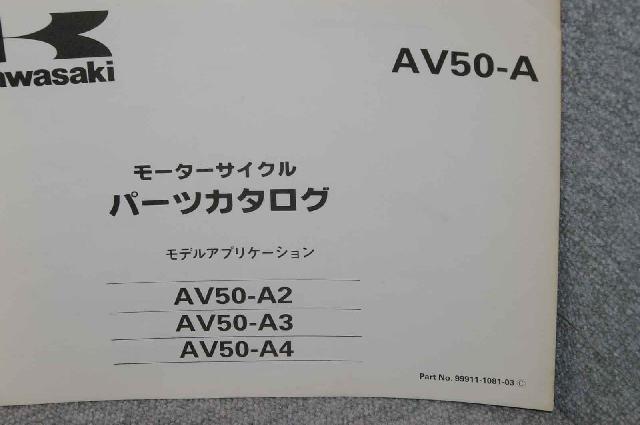 Kawasaki
AV50-A
モーターサイクル
パーツカタログ
モデルアプリケーション
AV50-A2
AV50-A3
AV50-A4
Part No. 99911-1081-03 ©